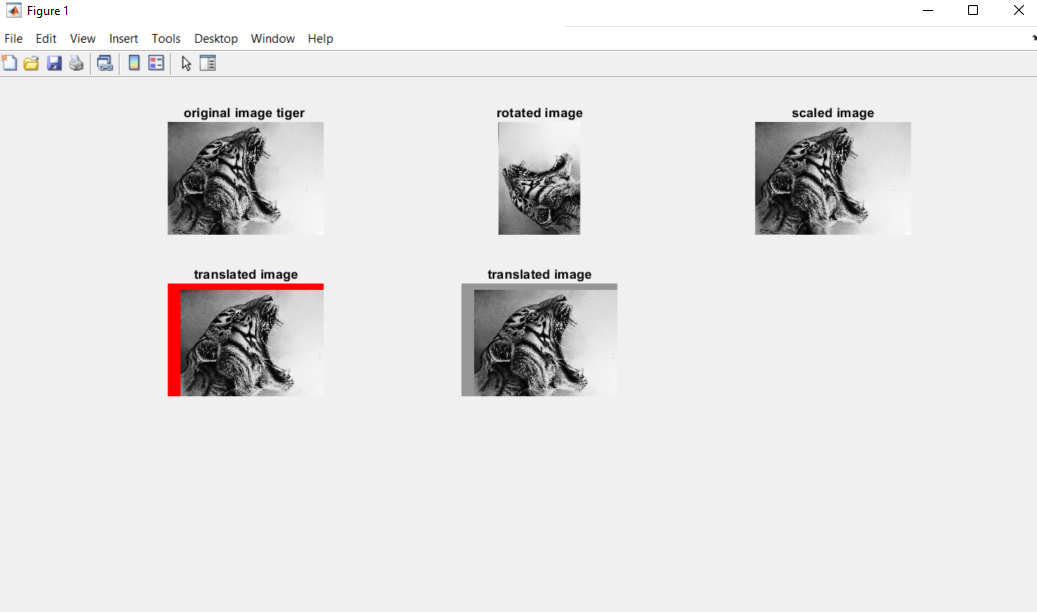 Figure 1
File Edit View Insert Tools Desktop Window Help
original image tiger
rotated image
scaled image
translated image
translated image